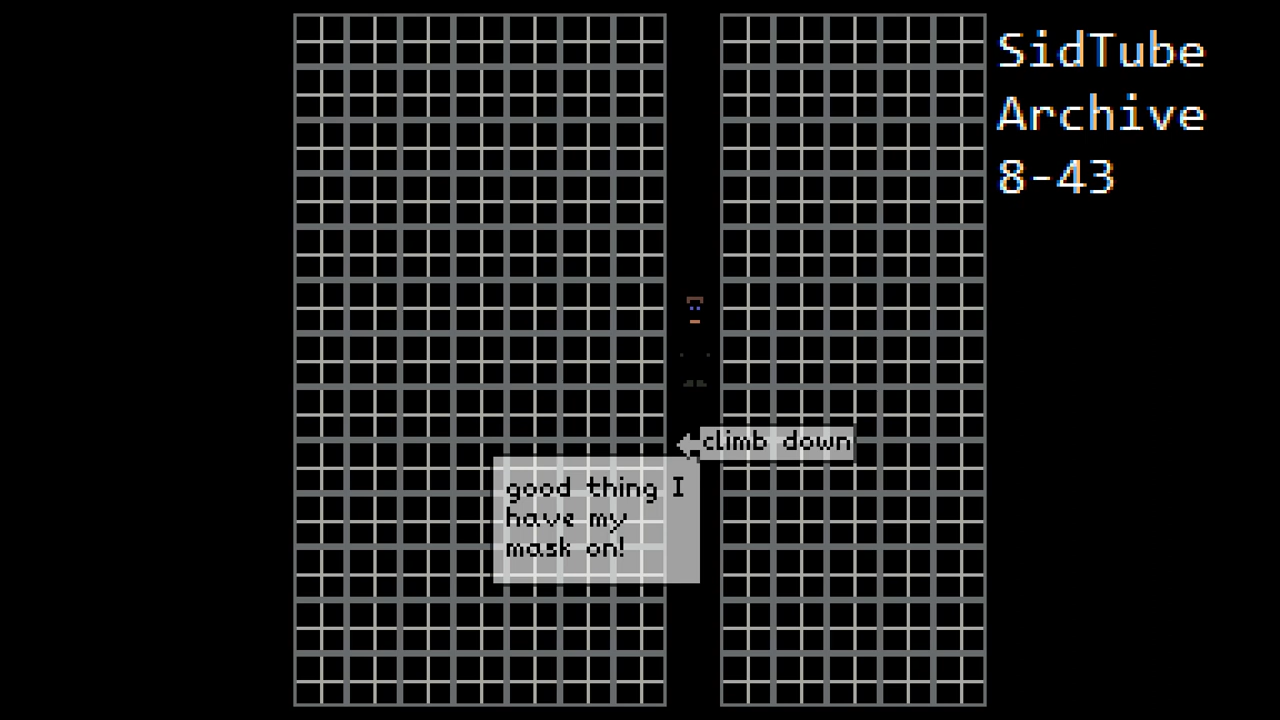 SidTube
Archive
8-43
climb down
good thing I
have my
mask on!